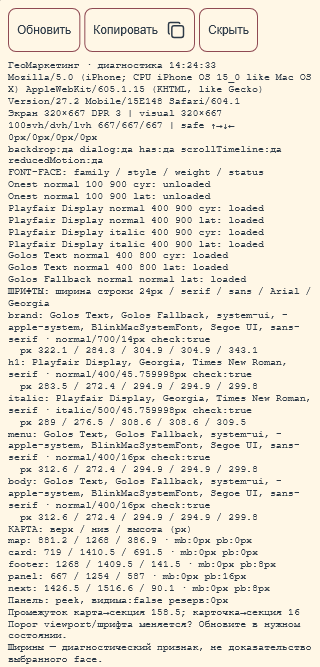 Обновить
Копировать
Скрыть
ГеоМаркетинг · диагностика 14:24:33
Mozilla/5.0 (iPhone; CPU iPhone OS 15_0 like Mac OS
X) AppleWebKit/605.1.15 (KHTML, like Gecko)
Version/27.2 Mobile/15E148 Safari/604.1
Экран 320×667 DPR 3 | visual 320×667
100svh/dvh/lvh 667/667/667 | safe ↑→↓←
0px/0px/0px/0px
backdrop:да dialog:да has:да scrollTimeline:да
reducedMotion:да
FONT-FACE: family / style / weight / status
Onest normal 100 900 cyr: unloaded
Onest normal 100 900 lat: unloaded
Playfair Display normal 400 900 cyr: loaded
Playfair Display normal 400 900 lat: loaded
Playfair Display italic 400 900 cyr: loaded
Playfair Display italic 400 900 lat: loaded
Golos Text normal 400 800 cyr: loaded
Golos Text normal 400 800 lat: loaded
Golos Fallback normal normal lat: loaded
ШРИФТЫ: ширина строки 24px / serif / sans / Arial /
Georgia
brand: Golos Text, Golos Fallback, system-ui, -
apple-system, BlinkMacSystemFont, Segoe UI, sans-
serif · normal/700/14px check:true
px 322.1 / 284.3 / 304.9 / 304.9 / 343.1
h1: Playfair Display, Georgia, Times New Roman,
serif · normal/400/45.759998px check:true
px 283.5 / 272.4 / 294.9 / 294.9 / 299.8
italic: Playfair Display, Georgia, Times New Roman,
serif · italic/500/45.759998px check:true
px 289 / 276.5 / 308.6 / 308.6 / 309.5
menu: Golos Text, Golos Fallback, system-ui, -
apple-system, BlinkMacSystemFont, Segoe UI, sans-
serif · normal/400/16px check:true
px 312.6 / 272.4 / 294.9 / 294.9 / 299.8
body: Golos Text, Golos Fallback, system-ui, -
apple-system, BlinkMacSystemFont, Segoe UI, sans-
serif · normal/400/16px check:true
px 312.6 / 272.4 / 294.9 / 294.9 / 299.8
КАРТА: верх / низ / высота (px)
map: 881.2 / 1268 / 386.9 · mb:0px pb:0px
card: 719 / 1410.5 / 691.5 · mb:0px pb:0px
footer: 1268 / 1409.5 / 141.5 · mb:0px pb:8px
panel: 667 / 1254 / 587 · mb:0px pb:16px
next: 1426.5 / 1516.6 / 90.1 · mb:0px pb:8px
Панель: peek, видима:false резерв:0px
Промежуток карта→секция 158.5; карточка→секция 16
Порог viewport/шрифта меняется? Обновите в нужном
состоянии.
Ширины — диагностический признак, не доказательство
выбранного face.